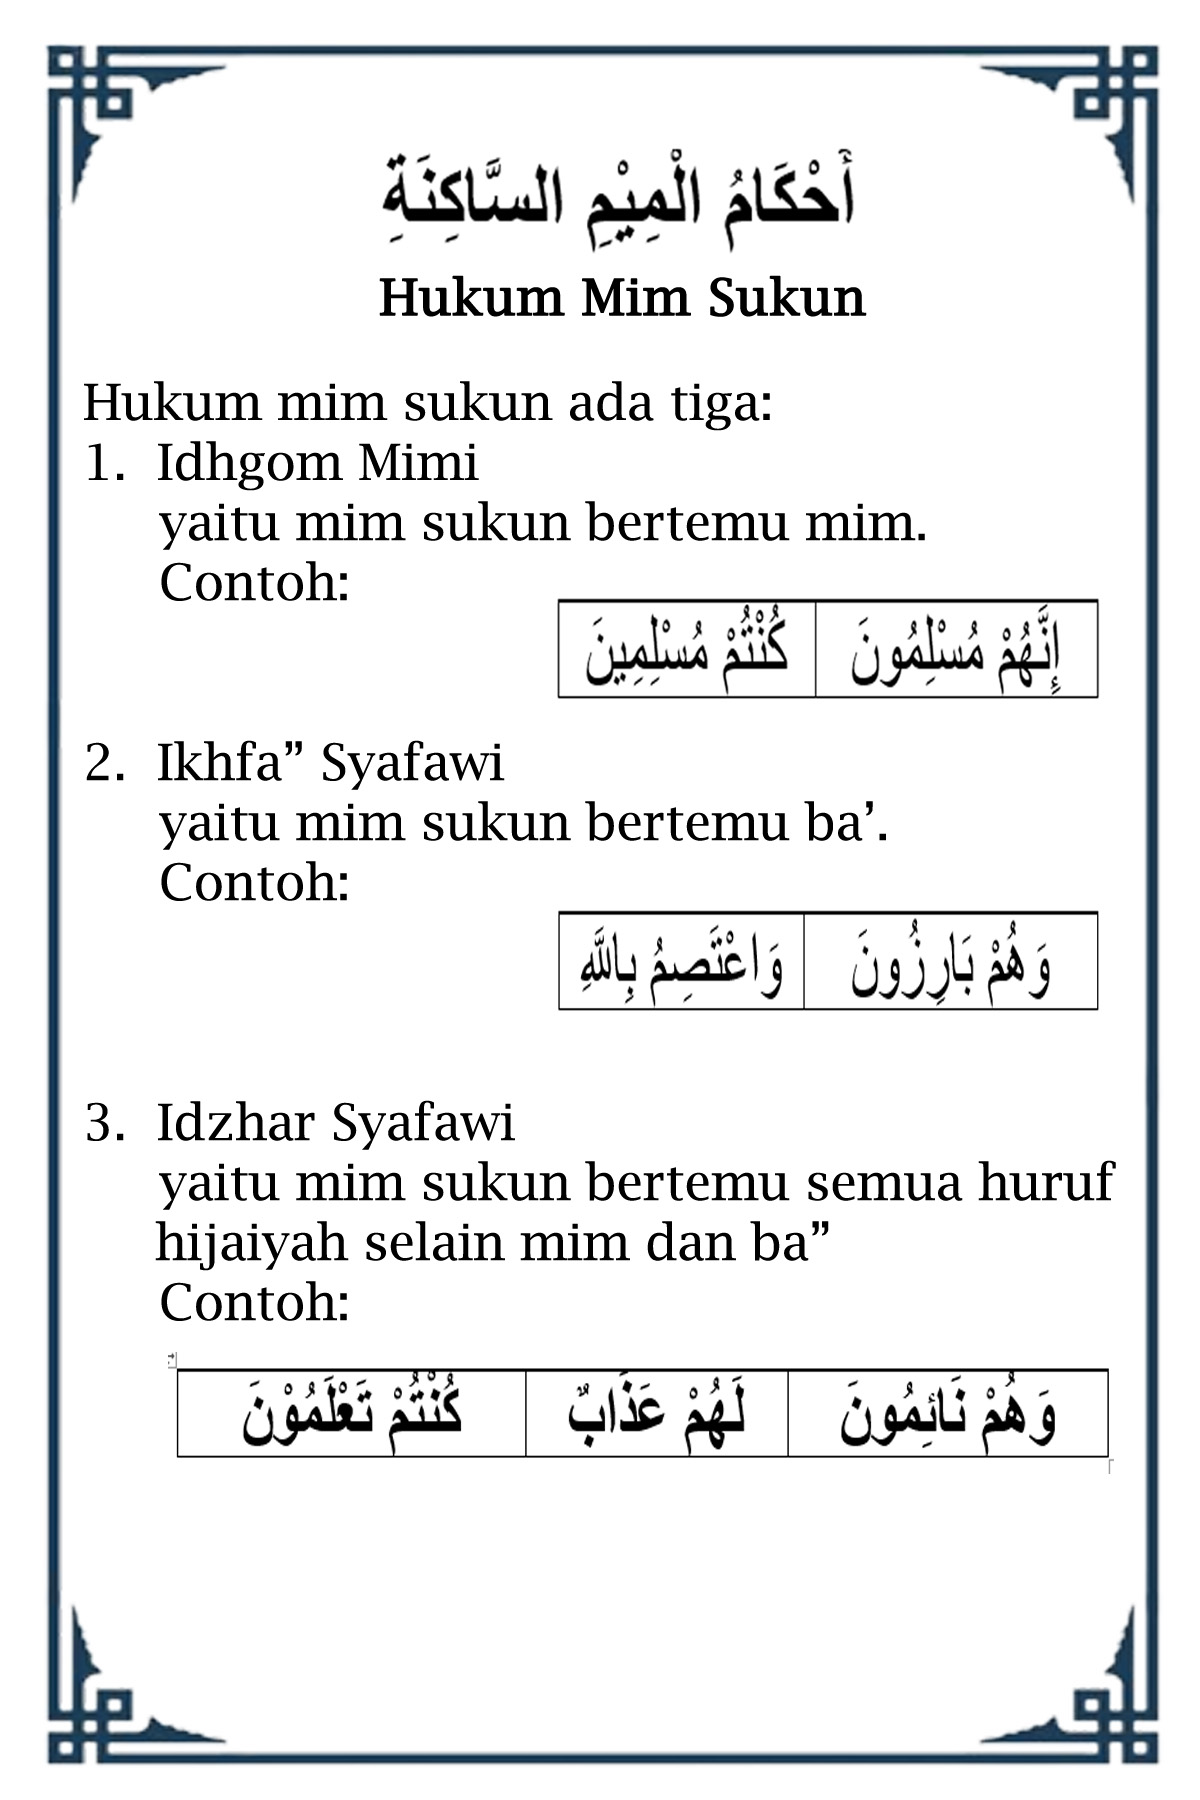 أَحْكَامُ الْمِيْمِ السَّاكِنَةِ
Hukum Mim Sukun
Hukum mim sukun ada tiga:
1. Idhgom Mimi
yaitu mim sukun bertemu mim.
Contoh:
إِنَّهُمْ مُسْلِمُونَ كُنْتُمْ مُسْلِمِينَ
2. Ikhfa” Syafawi
yaitu mim sukun bertemu ba’.
Contoh:
وَهُمْ بَارِزُونَ وَاعْتَصِمُ بِاللَّهِ
3. Idzhar Syafawi
yaitu mim sukun bertemu semua huruf
hijaiyah selain mim dan ba”
Contoh:
وَهُمْ نَائِمُونَ لَهُمْ عَذَابٌ كُنْتُمْ تَعْلَمُوْنَ